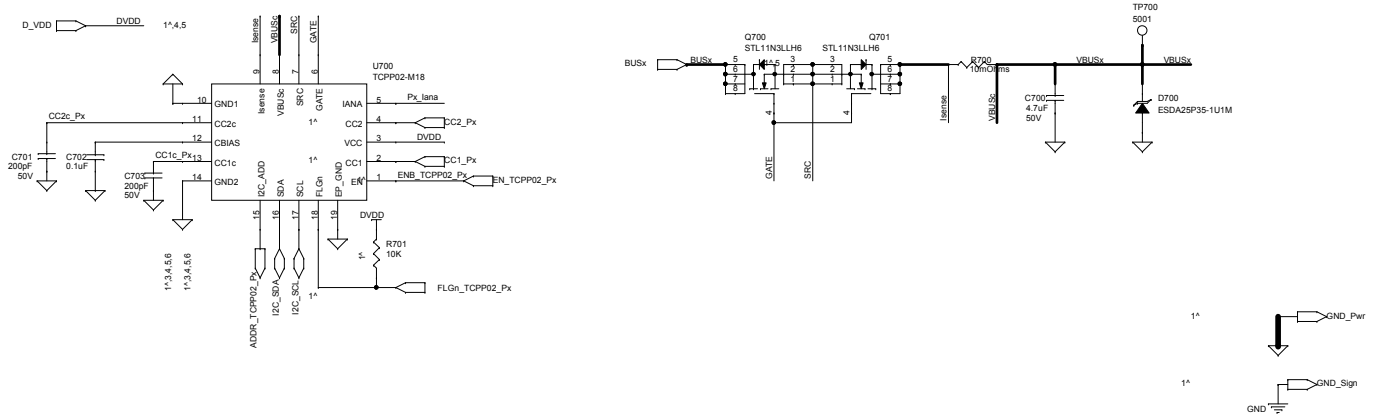 D_VDD
DVDD
1^,4,5
Isense
VBUSc
SRC
GATE
9
8
7
6
U700
TCPP02-M18
Isense
VBUSc
SRC
GATE
10
GND1
IANA
5
Px_Iana
CC2c_Px
11
CC2c
1^
CC2
4
CC2_Px
12
CBIAS
VCC
3
DVDD
C701
200pF
50V
C702
0.1uF
CC1c_Px
13
CC1c
1^
CC1
2
CC1_Px
C703
200pF
50V
14
GND2
EN
1^
1
ENB_TCPP02_Px
EN_TCPP02_Px
I2C_ADD
SDA
SCL
FLGn
EP_GND
15
16
17
18
19
DVDD
R701
10K
1^
1^,3,4,5,6
1^,3,4,5,6
ADDR_TCPP02_Px
I2C_SDA
I2C_SCL
1^
FLGn_TCPP02_Px
TP700
5001
Q700
STL11N3LLH6
Q701
STL11N3LLH6
BUSx
BUSx
5
6
7
8
1^,5
3
2
1
3
2
1
5
6
7
8
4
4
R700
10mOhms
VBUSx
VBUSx
GATE
SRC
Isense
VBUSc
C700
4.7uF
50V
D700
ESDA25P35-1U1M
1^
GND_Pwr
1^
GND_Sign
GND